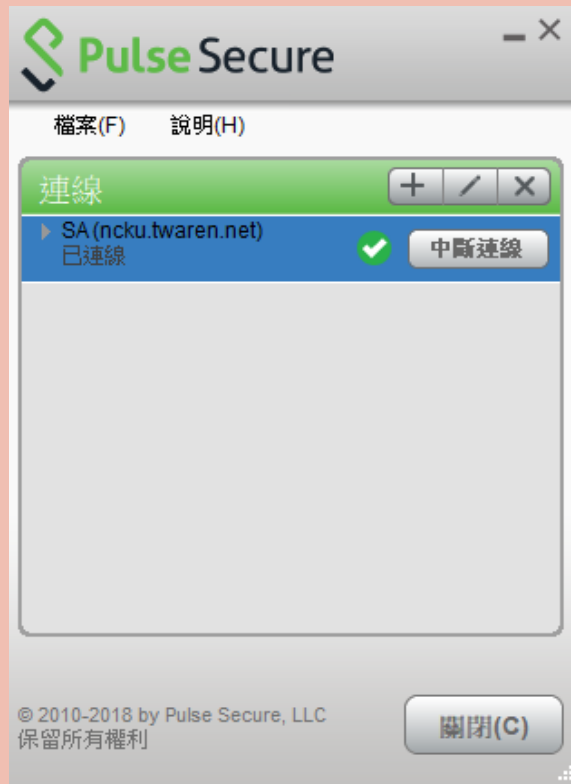 Pulse Secure
檔案(F) 說明(H)
連線
SA (ncku.twaren.net)
已連線
中斷連線
© 2010-2018 by Pulse Secure, LLC
保留所有權利
關閉(C)